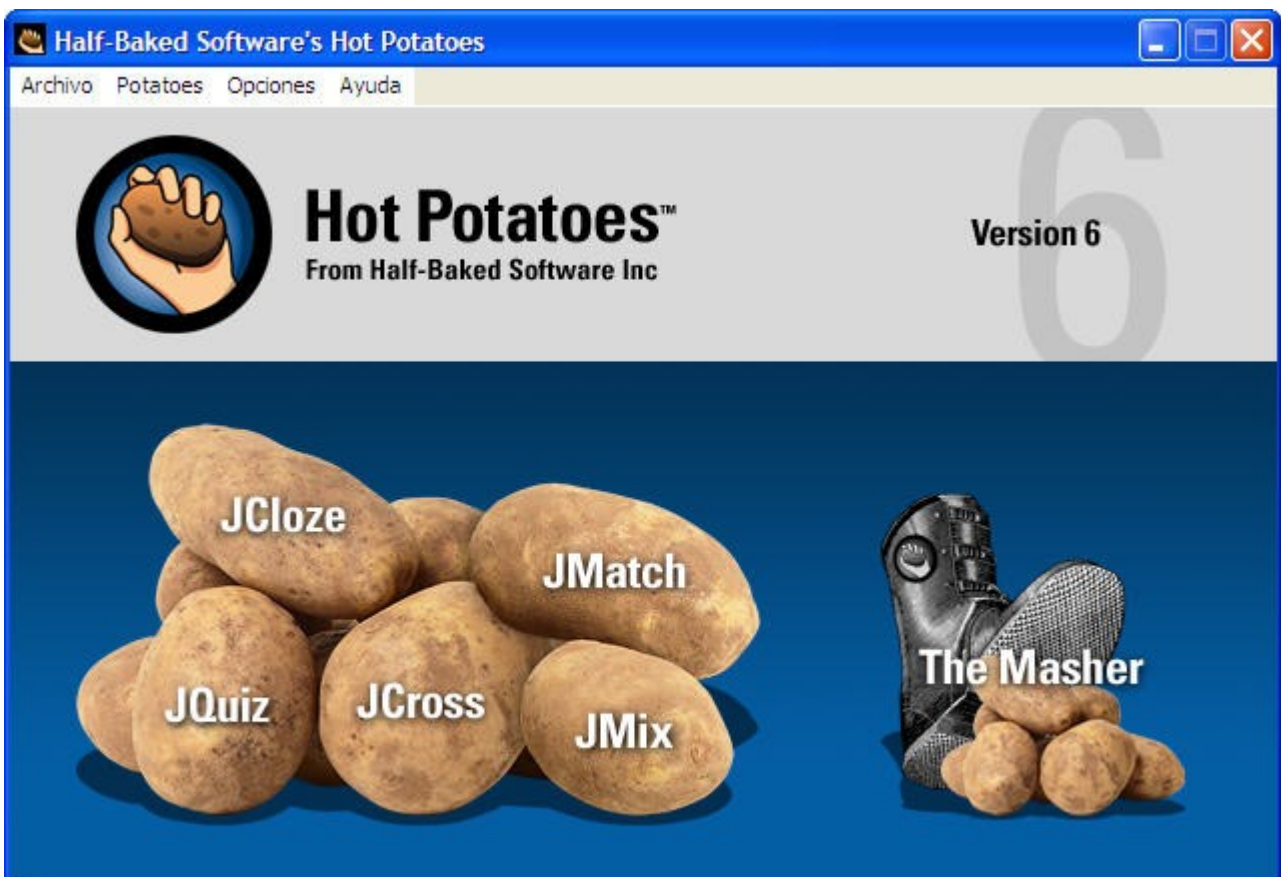 Half-Baked Software's Hot Potatoes
Archivo Potatoes Opciones Ayuda
6
Hot Potatoes™
From Half-Baked Software Inc
Version 6
JCloze
JMatch
JQuiz
JCross
JMix
The Masher